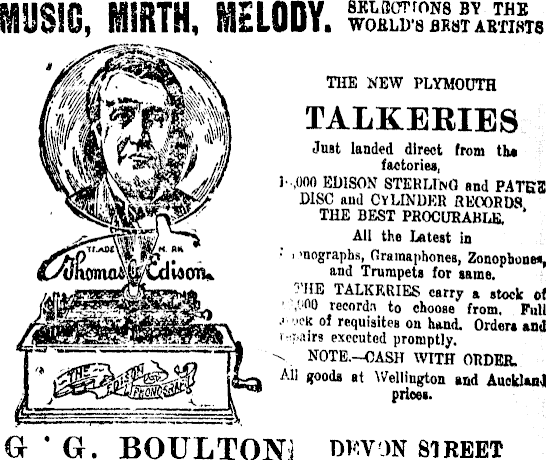 MUSIC, MIRTH, MELODY.
SELECTIONS BY THE
WORLD'S BEST ARTISTS
THE NEW PLYMOUTH
TALKERIES
Just landed direct from the
factories,
,000 EDISON STERLING and PATHE
DISC and CYLINDER RECORDS,
THE BEST PROCURABLE.
All the Latest in
Gramaphones, Zonophones,
and Trumpets for same.
THE TALKERIES carry a stock of
,000 records to choose from. Full
of requisites on hand. Orders and
repairs executed promptly.
NOTE.—CASH WITH ORDER.
All goods at Wellington and Auckland
prices.
TRADE MARK
Thomas Edison
THE EDISON PHONOGRAPH
G. G. BOULTON
DEVON STREET